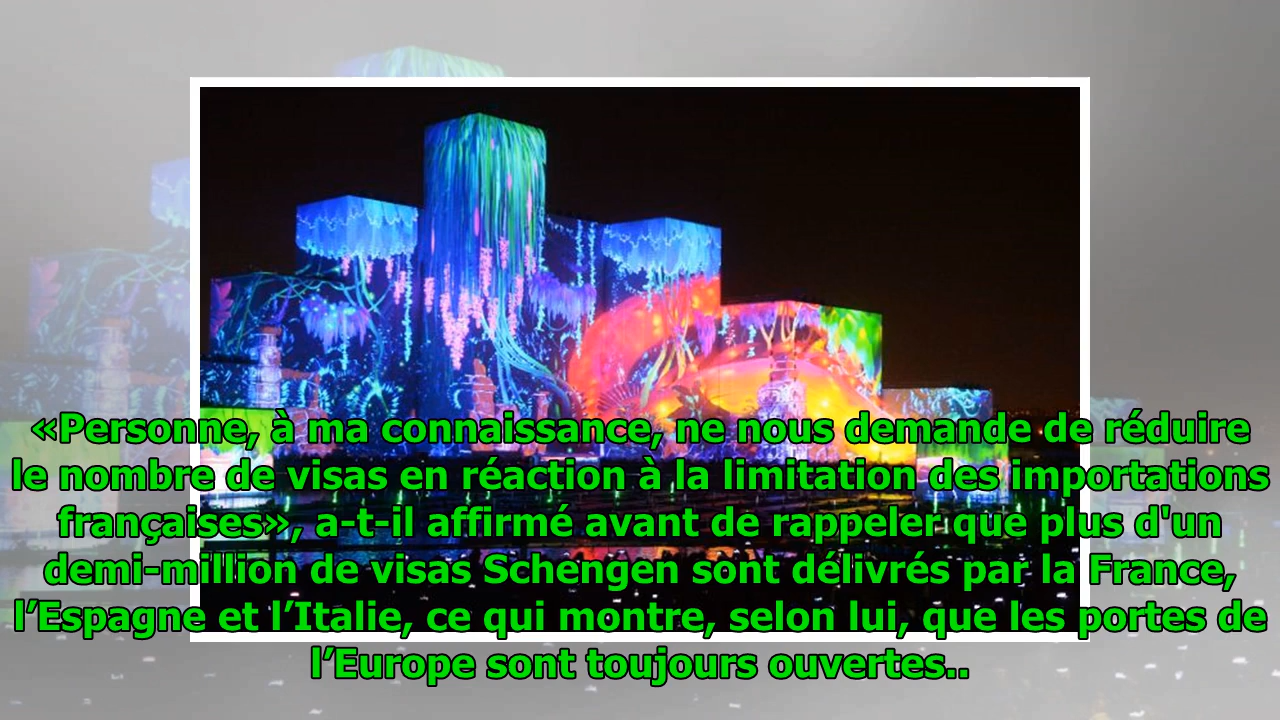 «Personne, à ma connaissance, ne nous demande de réduire
le nombre de visas en réaction à la limitation des importations
françaises», a-t-il affirmé avant de rappeler que plus d'un
demi-million de visas Schengen sont délivrés par la France,
l’Espagne et l’Italie, ce qui montre, selon lui, que les portes de
l’Europe sont toujours ouvertes..